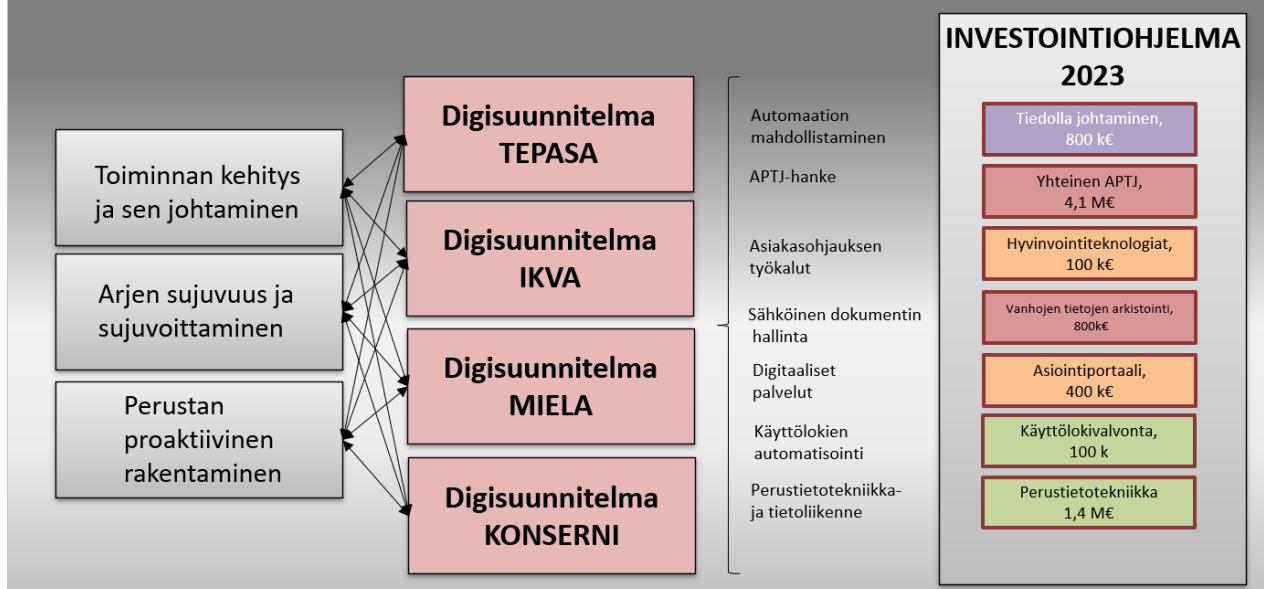 Toiminnan kehitys
ja sen johtaminen
Arjen sujuvuus ja
sujuvoittaminen
Perustan
proaktiivinen
rakentaminen
Digisuunnitelma
TEPASA
Digisuunnitelma
IKVA
Digisuunnitelma
MIELA
Digisuunnitelma
KONSERNI
Automaation
mahdollistaminen
APTJ-hanke
Asiakasohjauksen
työkalut
Sähköinen dokumentin
hallinta
Digitaaliset
palvelut
Käyttölokien
automatisointi
Perustietotekniikka-
ja tietoliikenne
INVESTOINTIOHJELMA
2023
Tiedolla johtaminen,
800 k€
Yhteinen APTJ,
4,1 M€
Hyvinvointiteknologiat,
100 k€
Vanhojen tietojen arkistointi,
800k€
Asiointiportaali,
400 k€
Käyttölokivalvonta,
100 k
Perustietotekniikka
1,4 M€